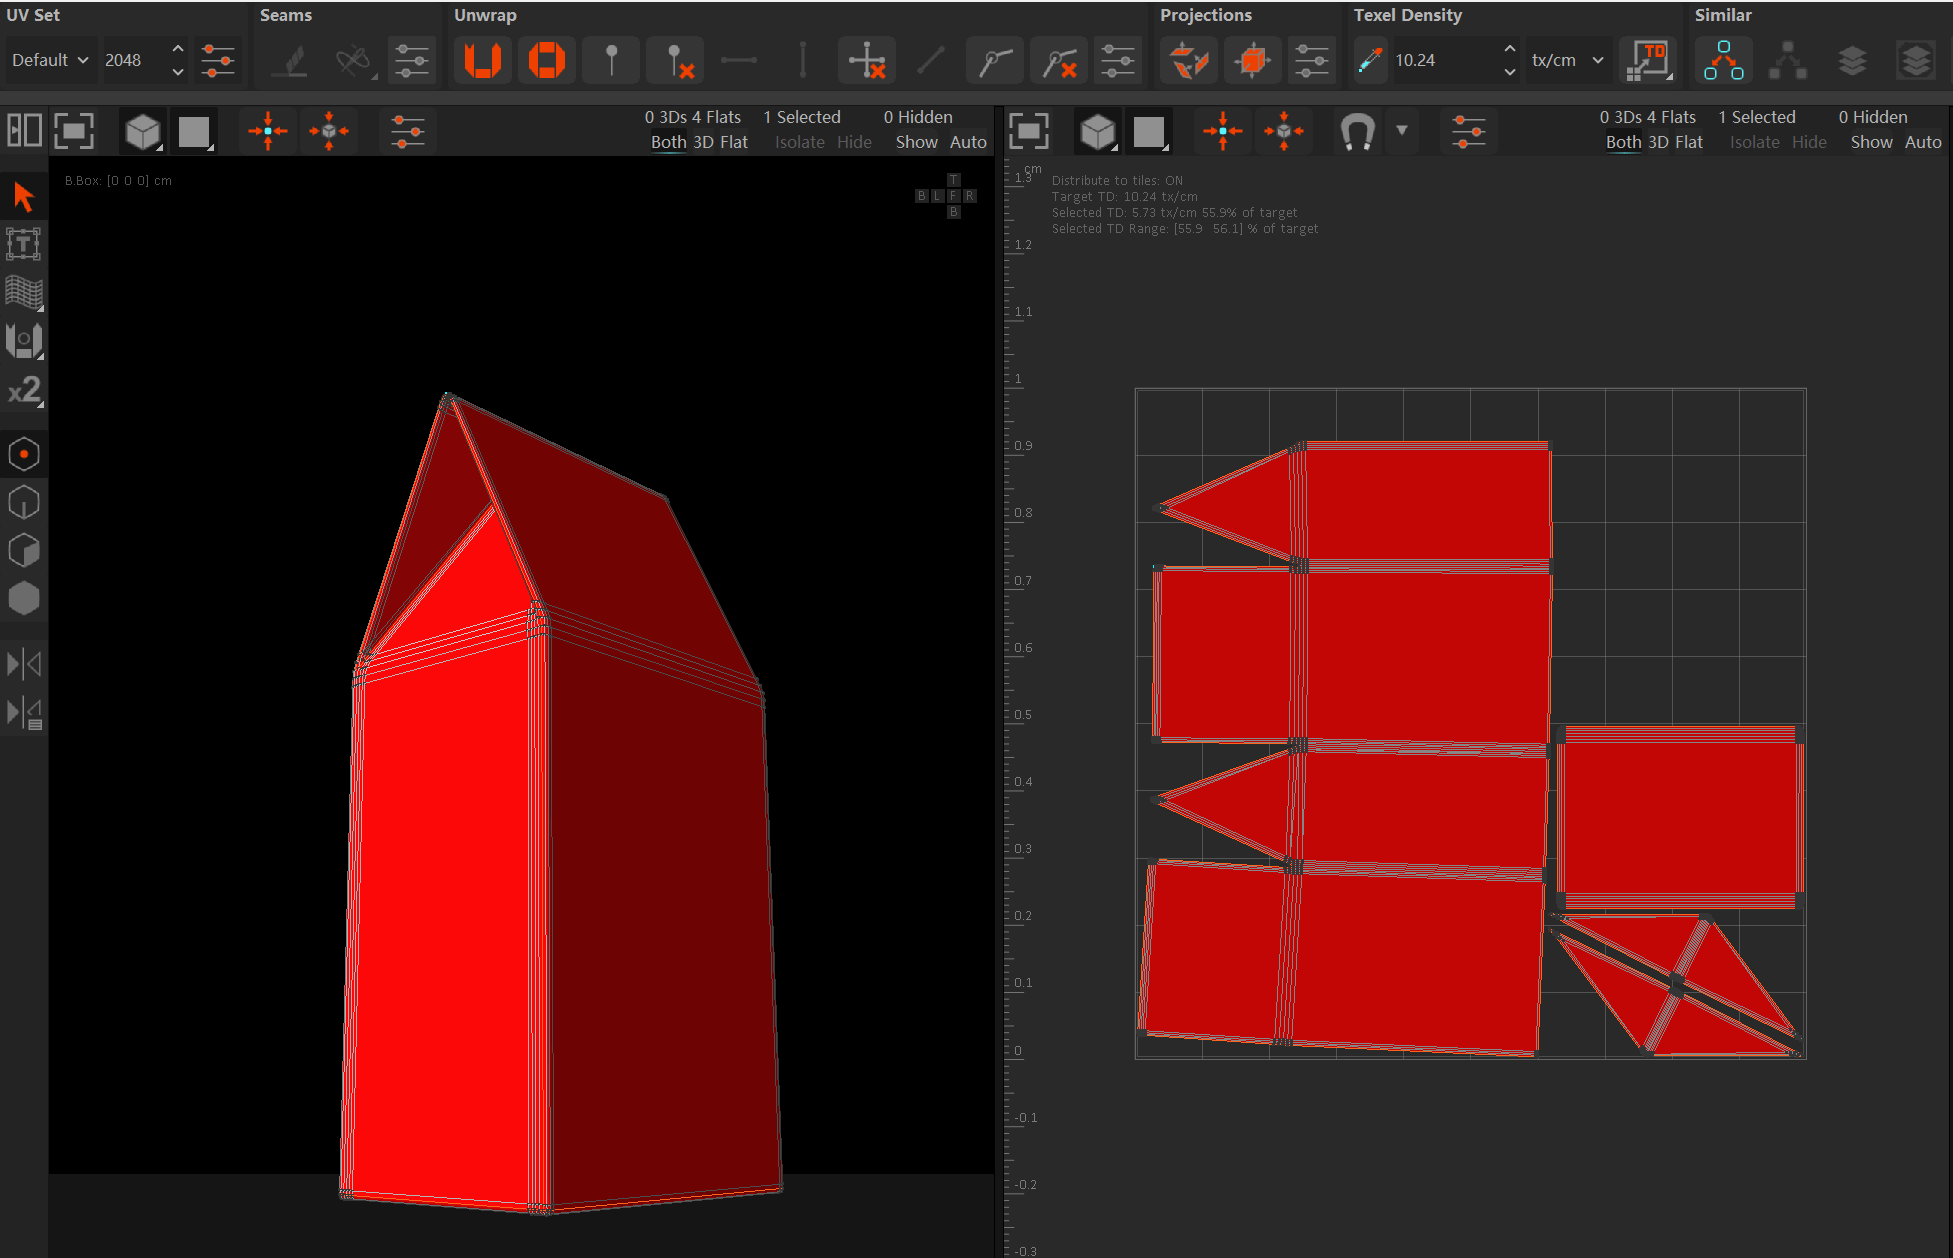 UV Set Seams Unwrap Projections Texel Density Similar
Default 2048 10.24 tx/cm TD
0 3Ds 4 Flats 1 Selected 0 Hidden
Both 3D Flat Isolate Hide Show Auto
0 3Ds 4 Flats 1 Selected 0 Hidden
Both 3D Flat Isolate Hide Show Auto
B.Box: [0 0 0] cm
T
B L F R
B
T
x2
cm
Distribute to tiles: ON
Target TD: 10.24 tx/cm
Selected TD: 5.73 tx/cm 55.9% of target
Selected TD Range: [55.9 56.1] % of target
1.3
1.2
1.1
1
0.9
0.8
0.7
0.6
0.5
0.4
0.3
0.2
0.1
0
-0.1
-0.2
-0.3